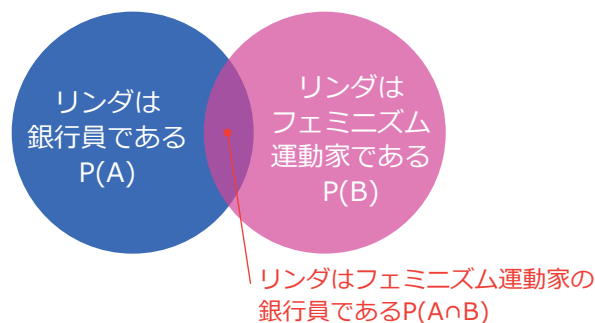 リンダは
銀行員である
P(A)
リンダは
フェミニズム
運動家である
P(B)
リンダはフェミニズム運動家の
銀行員であるP(A∩B)